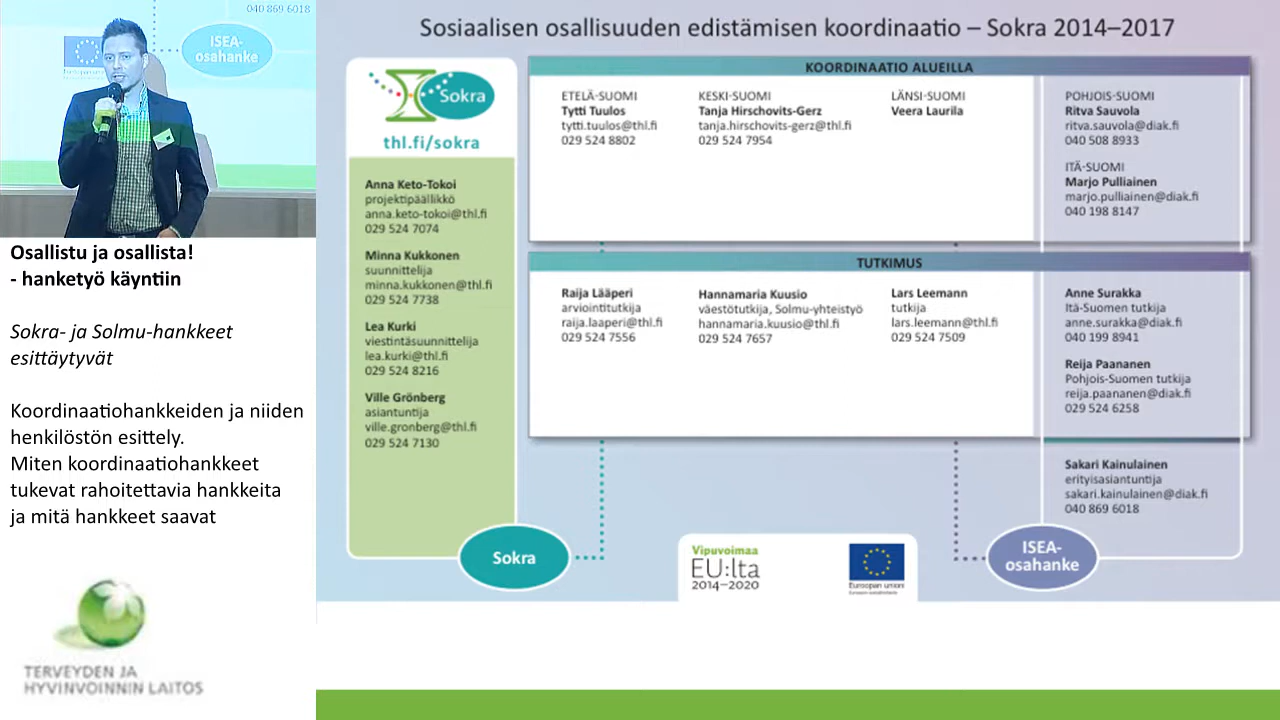 040 869 6018
ISEA-
osahanke
Osallistu ja osallista!
- hanketyö käyntiin
Sokra- ja Solmu-hankkeet
esittäytyvät
Koordinaatiohankkeiden ja niiden
henkilöstön esittely.
Miten koordinaatiohankkeet
tukevat rahoitettavia hankkeita
ja mitä hankkeet saavat
TERVEYDEN JA
HYVINVOINNIN LAITOS
Sosiaalisen osallisuuden edistämisen koordinaatio – Sokra 2014–2017
Sokra
thl.fi/sokra
Anna Keto-Tokoi
projektipäällikkö
anna.keto-tokoi@thl.fi
029 524 7074
Minna Kukkonen
suunnittelija
minna.kukkonen@thl.fi
029 524 7738
Lea Kurki
viestintäsuunnittelija
lea.kurki@thl.fi
029 524 8216
Ville Grönberg
asiantuntija
ville.gronberg@thl.fi
029 524 7130
Sokra
KOORDINAATIO ALUEILLA
ETELÄ-SUOMI
Tytti Tuulos
tytti.tuulos@thl.fi
029 524 8802
KESKI-SUOMI
Tanja Hirschovits-Gerz
tanja.hirschovits-gerz@thl.fi
029 524 7954
LÄNSI-SUOMI
Veera Laurila
POHJOIS-SUOMI
Ritva Sauvola
ritva.sauvola@diak.fi
040 508 8933
ITÄ-SUOMI
Marjo Pulliainen
marjo.pulliainen@diak.fi
040 198 8147
TUTKIMUS
Raija Lääperi
arviointitutkija
raija.laaperi@thl.fi
029 524 7556
Hannamaria Kuusio
väestötutkija, Solmu-yhteistyö
hannamaria.kuusio@thl.fi
029 524 7657
Lars Leemann
tutkija
lars.leemann@thl.fi
029 524 7509
Anne Surakka
Itä-Suomen tutkija
anne.surakka@diak.fi
040 199 8941
Reija Paananen
Pohjois-Suomen tutkija
reija.paananen@diak.fi
029 524 6258
Sakari Kainulainen
erityisasiantuntija
sakari.kainulainen@diak.fi
040 869 6018
ISEA-
osahanke
Vipuvoimaa
EU:lta
2014–2020
Euroopan unioni